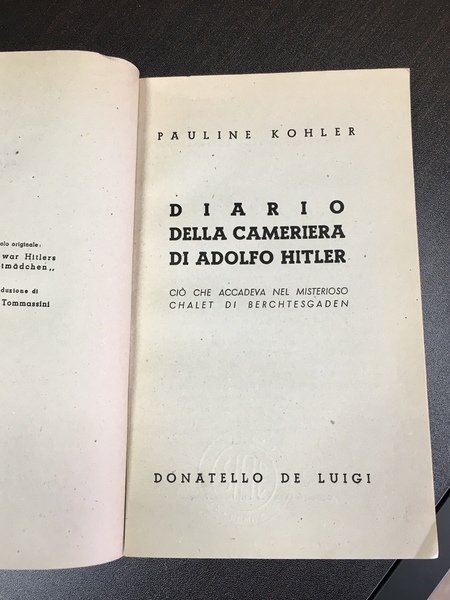 olo originale:
war Hitlers
tmädchen,,
duzione di
Tommassini
PAULINE KOHLER
DIARIO
DELLA CAMERIERA
DI ADOLFO HITLER
CIÒ CHE ACCADEVA NEL MISTERIOSO
CHALET DI BERCHTESGADEN
DONATELLO DE LUIGI